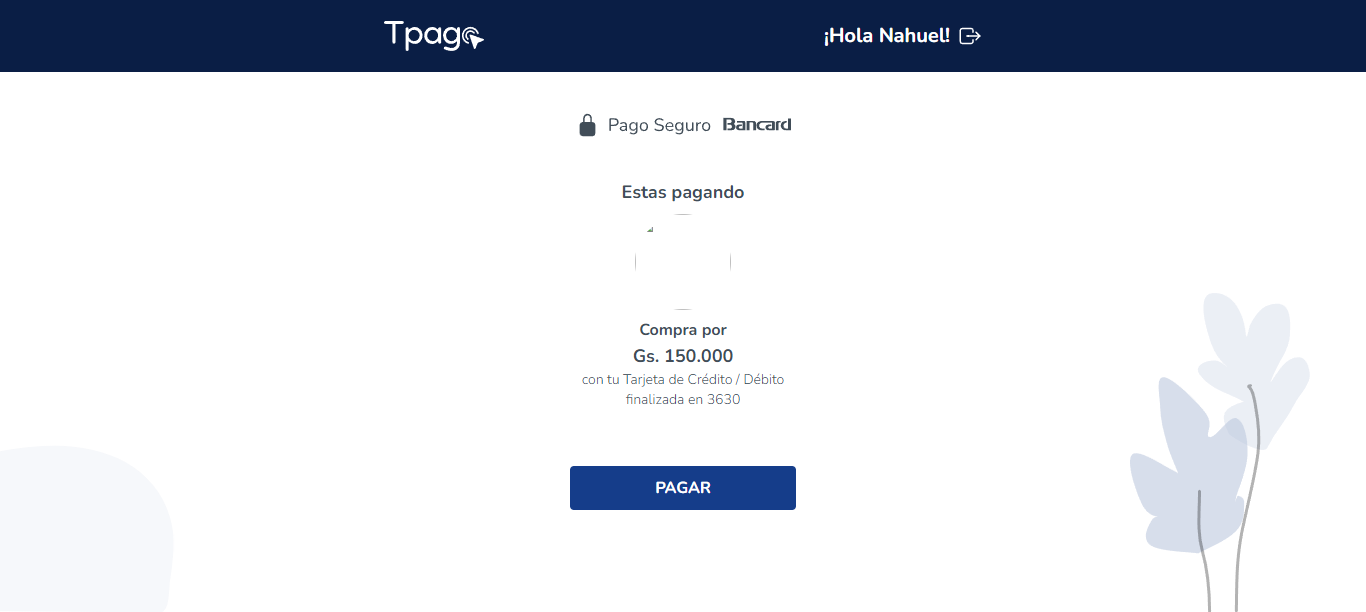 Tpago
¡Hola Nahuel!
Pago Seguro Bancard
Estas pagando
Compra por
Gs. 150.000
con tu Tarjeta de Crédito / Débito
finalizada en 3630
PAGAR